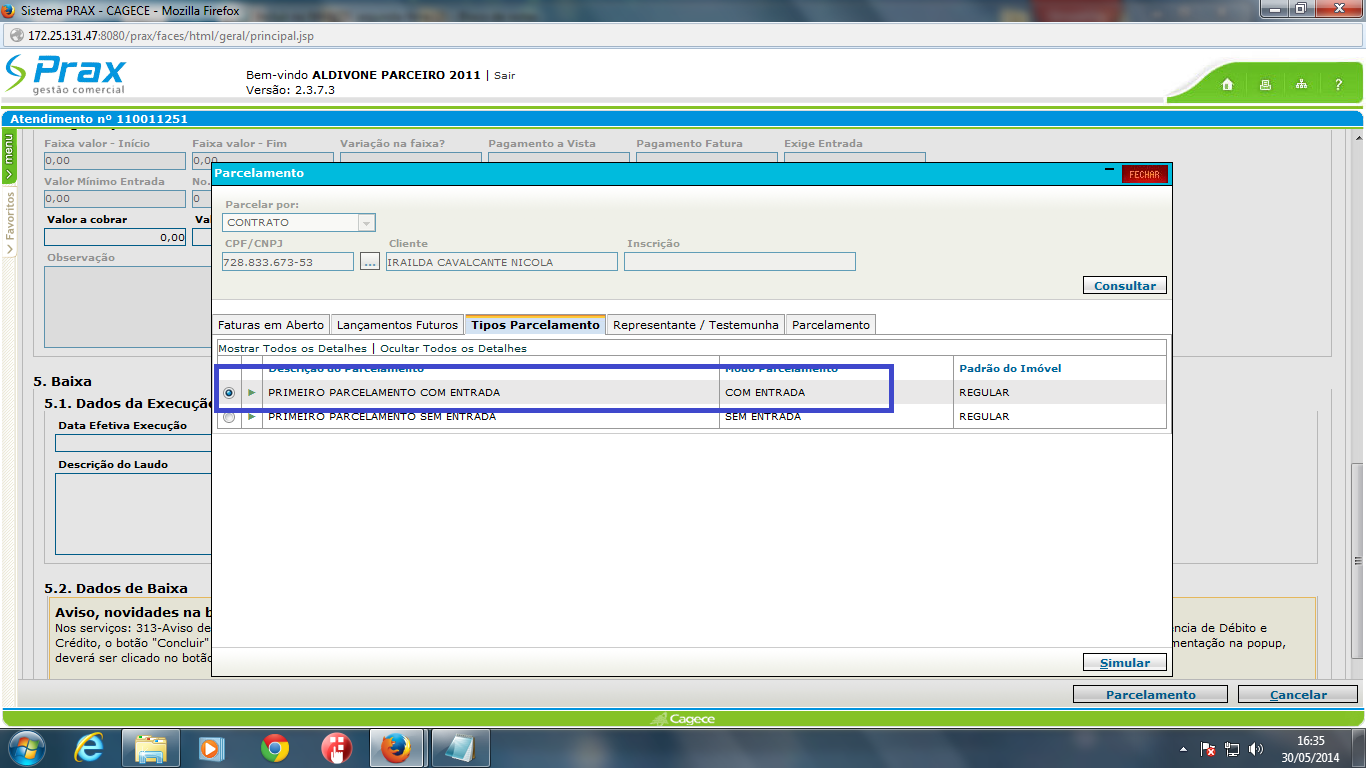 Sistema PRAX - CAGECE - Mozilla Firefox
172.25.131.47:8080/prax/faces/html/geral/principal.jsp
Prax
gestão comercial
Bem-vindo ALDIVONE PARCEIRO 2011 | Sair
Versão: 2.3.7.3
?
Atendimento nº 110011251
menu
Favoritos
Faixa valor - Início Faixa valor - Fim Variação na faixa? Pagamento a Vista Pagamento Fatura Exige Entrada
0,00 0,00
Valor Mínimo Entrada No.
0,00 0
Valor a cobrar
0,00
Observação
Parcelamento FECHAR
Parcelar por:
CONTRATO
CPF/CNPJ Cliente Inscrição
728.833.673-53 ... IRAILDA CAVALCANTE NICOLA
Consultar
Faturas em Aberto Lançamentos Futuros Tipos Parcelamento Representante / Testemunha Parcelamento
Mostrar Todos os Detalhes | Ocultar Todos os Detalhes
Descrição do Parcelamento Modo Parcelamento Padrão do Imóvel
PRIMEIRO PARCELAMENTO COM ENTRADA COM ENTRADA REGULAR
PRIMEIRO PARCELAMENTO SEM ENTRADA SEM ENTRADA REGULAR
Simular
5. Baixa
5.1. Dados da Execução
Data Efetiva Execução
Descrição do Laudo
5.2. Dados de Baixa
Aviso, novidades na b
Nos serviços: 313-Aviso de ncia de Débito e
Crédito, o botão "Concluir" mentação na popup,
deverá ser clicado no botão
Parcelamento Cancelar
Cagece
16:35
30/05/2014